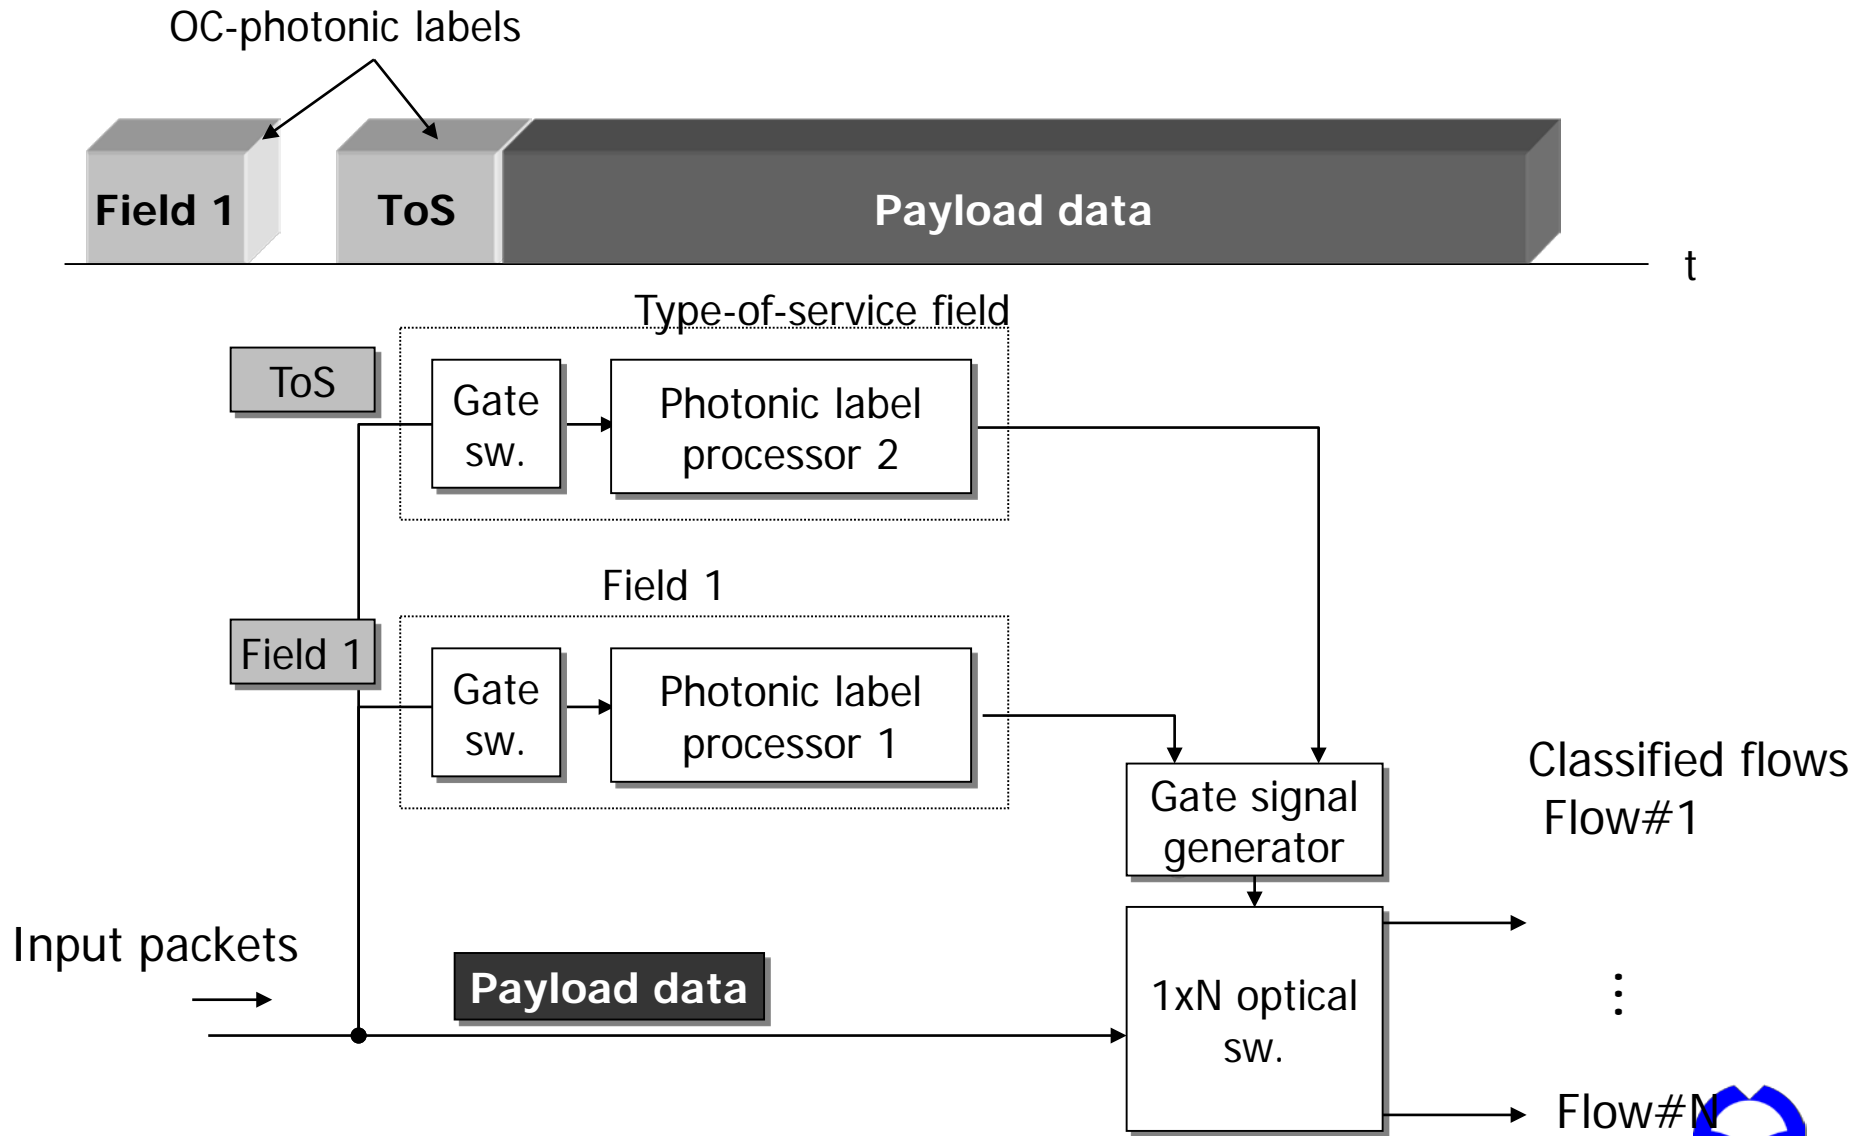 OC-photonic labels
Field 1
ToS
Payload data
t
Type-of-service field
ToS
Gate
sw.
Photonic label
processor 2
Field 1
Field 1
Gate
sw.
Photonic label
processor 1
Gate signal
generator
Classified flows
Flow#1
Input packets
Payload data
1xN optical
sw.
⋮
Flow#N